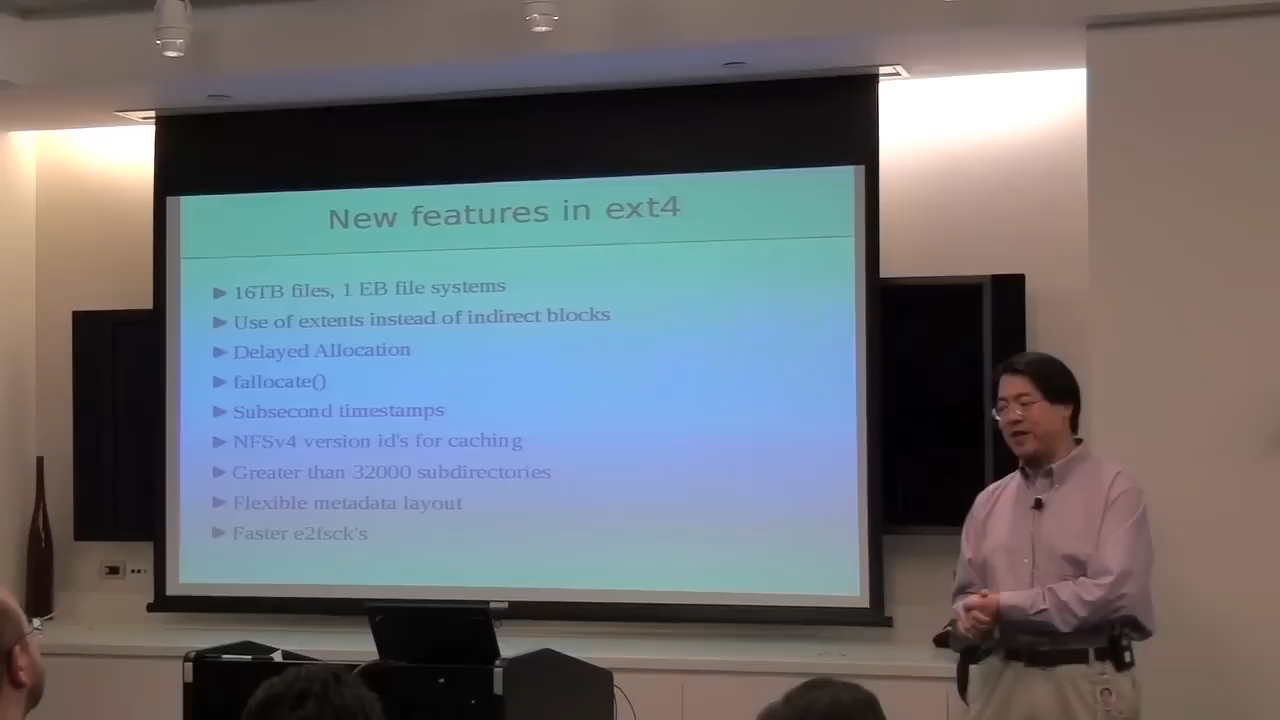 New features in ext4
16TB files, 1 EB file systems
Use of extents instead of indirect blocks
Delayed Allocation
fallocate()
Subsecond timestamps
NFSv4 version id's for caching
Greater than 32000 subdirectories
Flexible metadata layout
Faster e2fsck's